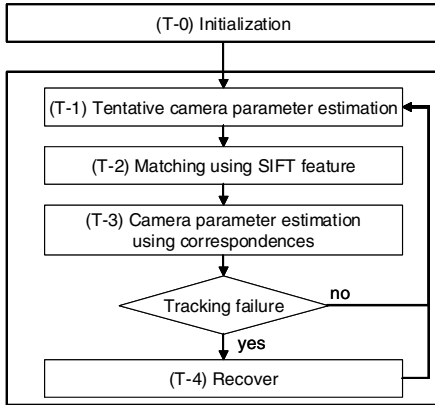 (T-0) Initialization
(T-1) Tentative camera parameter estimation
(T-2) Matching using SIFT feature
(T-3) Camera parameter estimation
using correspondences
Tracking failure
no
yes
(T-4) Recover